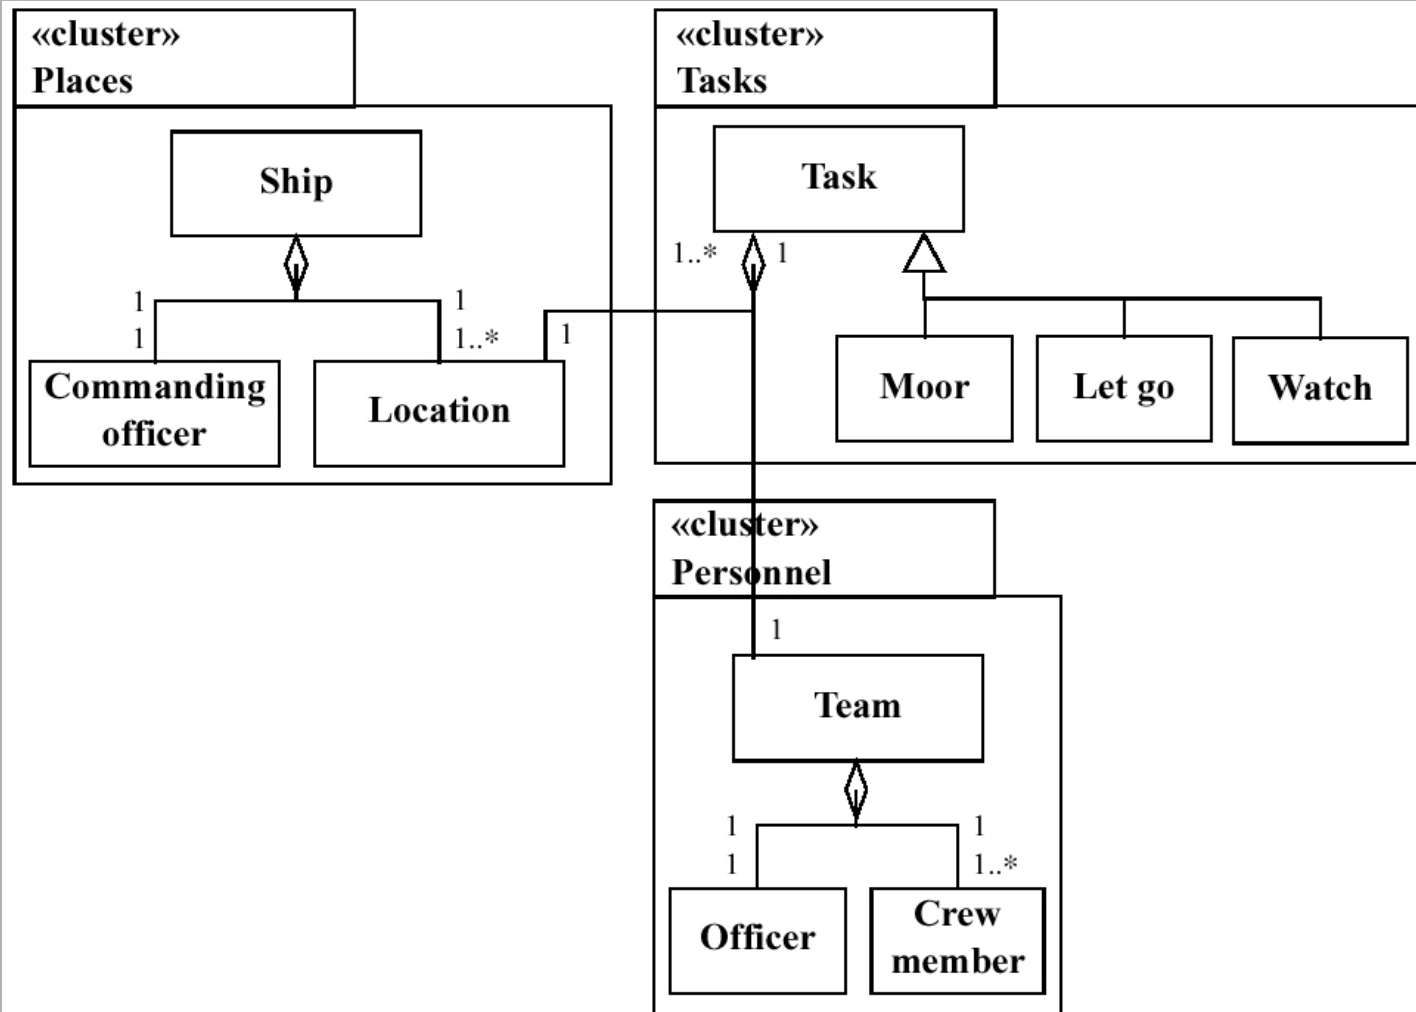 «cluster»
Places
Ship
1
1
1
1..*
Commanding
officer
Location
1
«cluster»
Tasks
Task
1..*
1
Moor
Let go
Watch
«cluster»
Personnel
1
Team
1
1
1
1..*
Officer
Crew
member